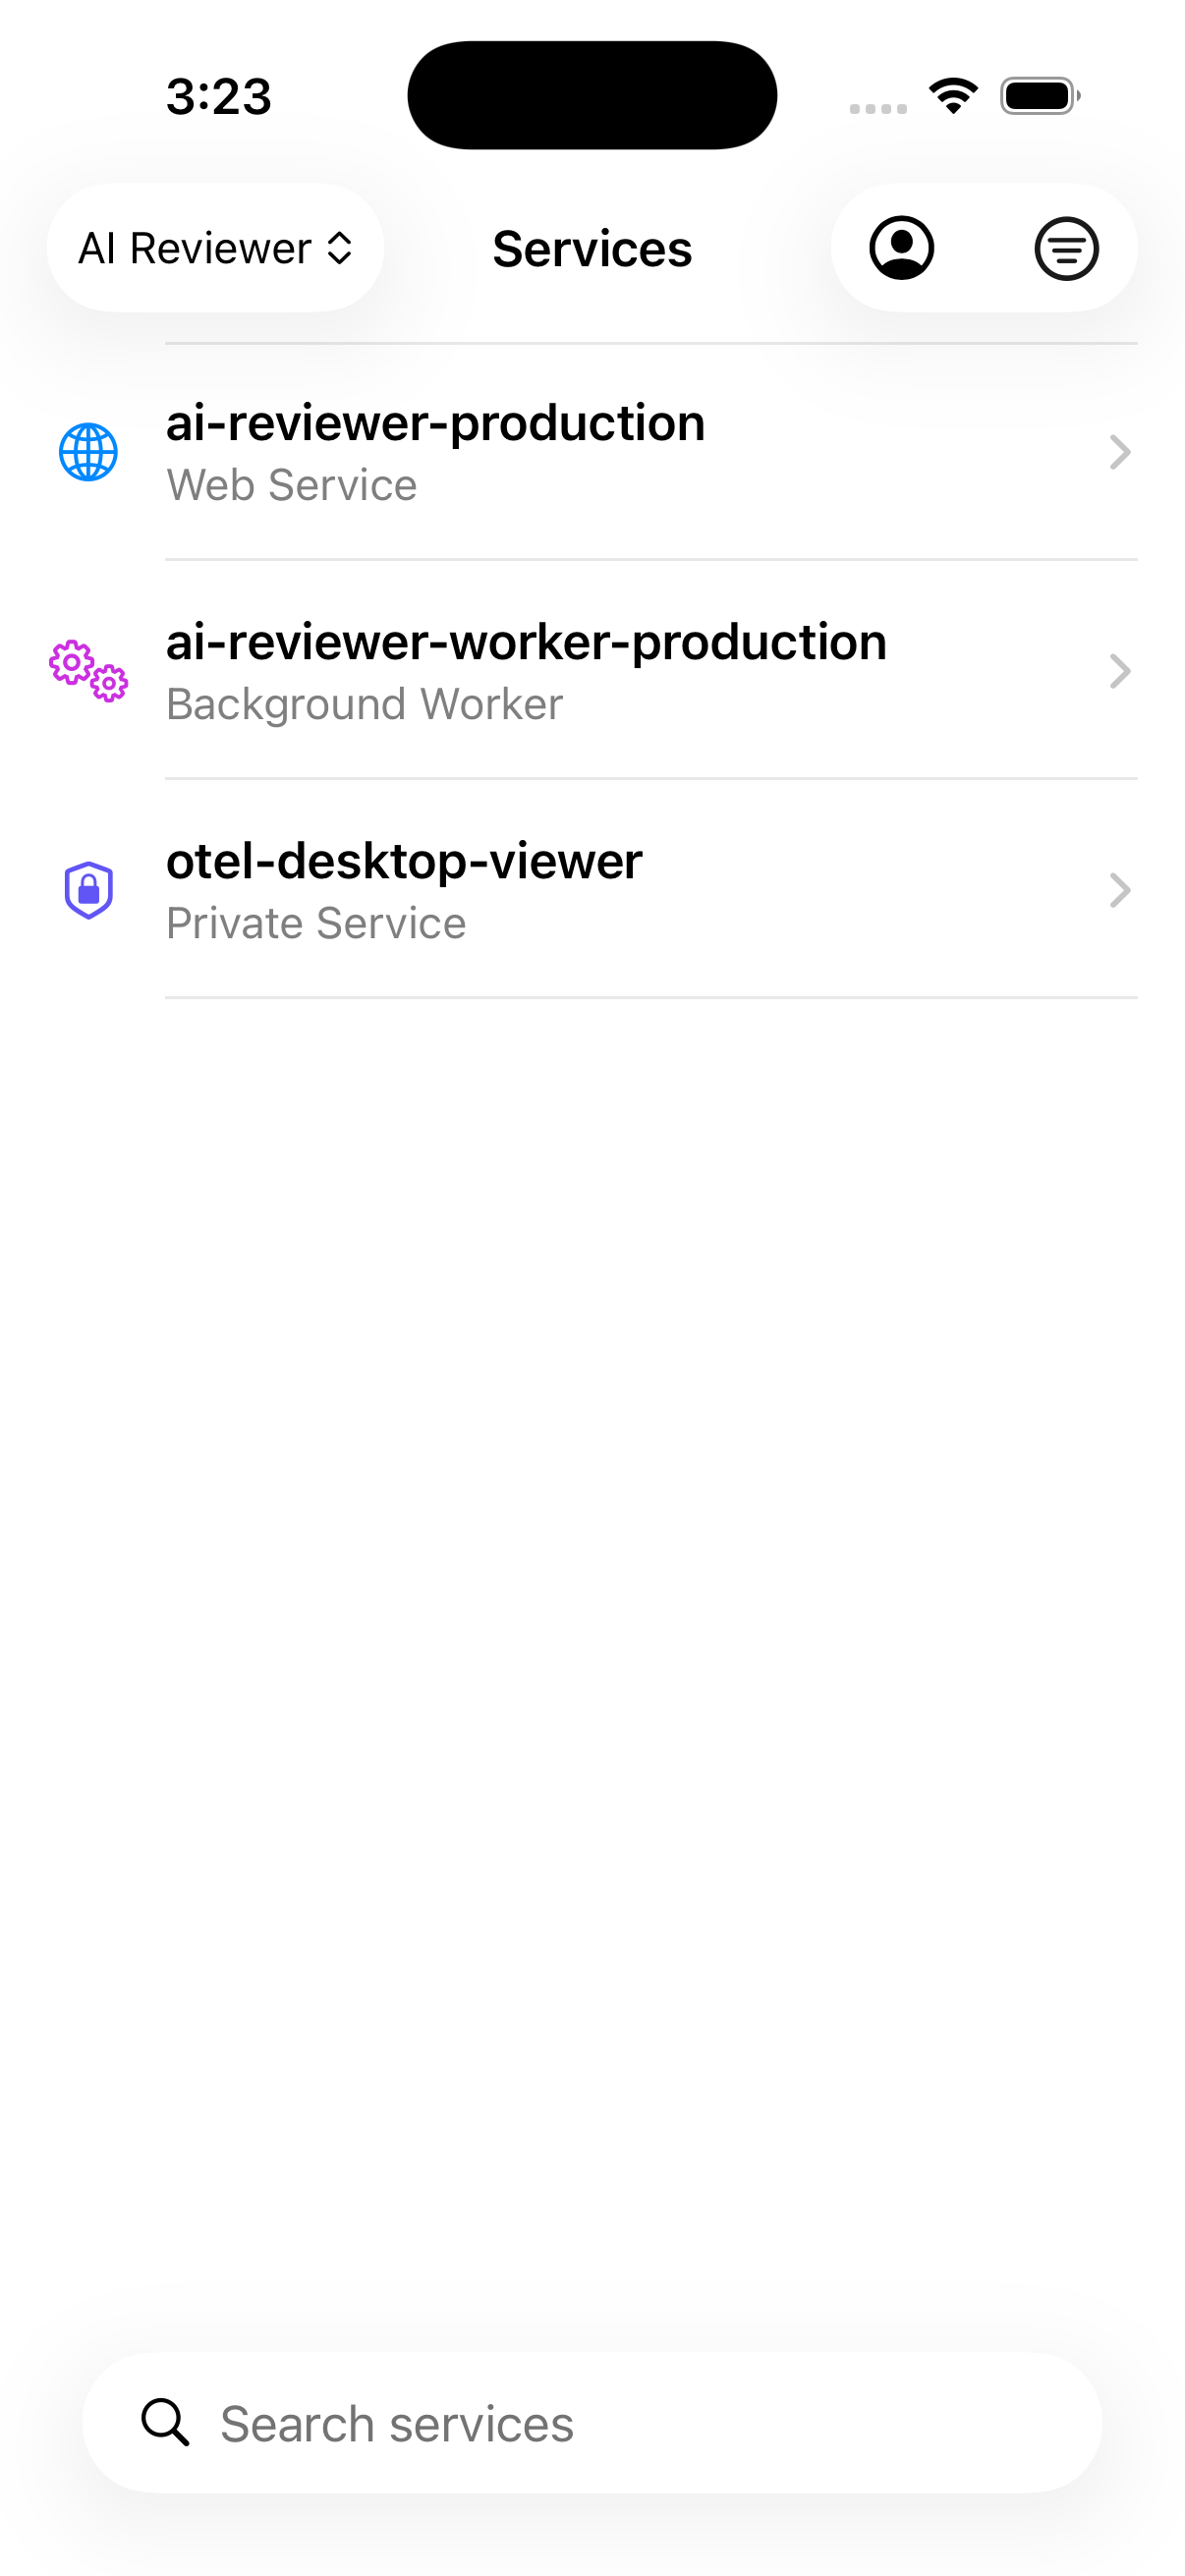 3:23
AI Reviewer
Services
ai-reviewer-production
Web Service
ai-reviewer-worker-production
Background Worker
otel-desktop-viewer
Private Service
Search services